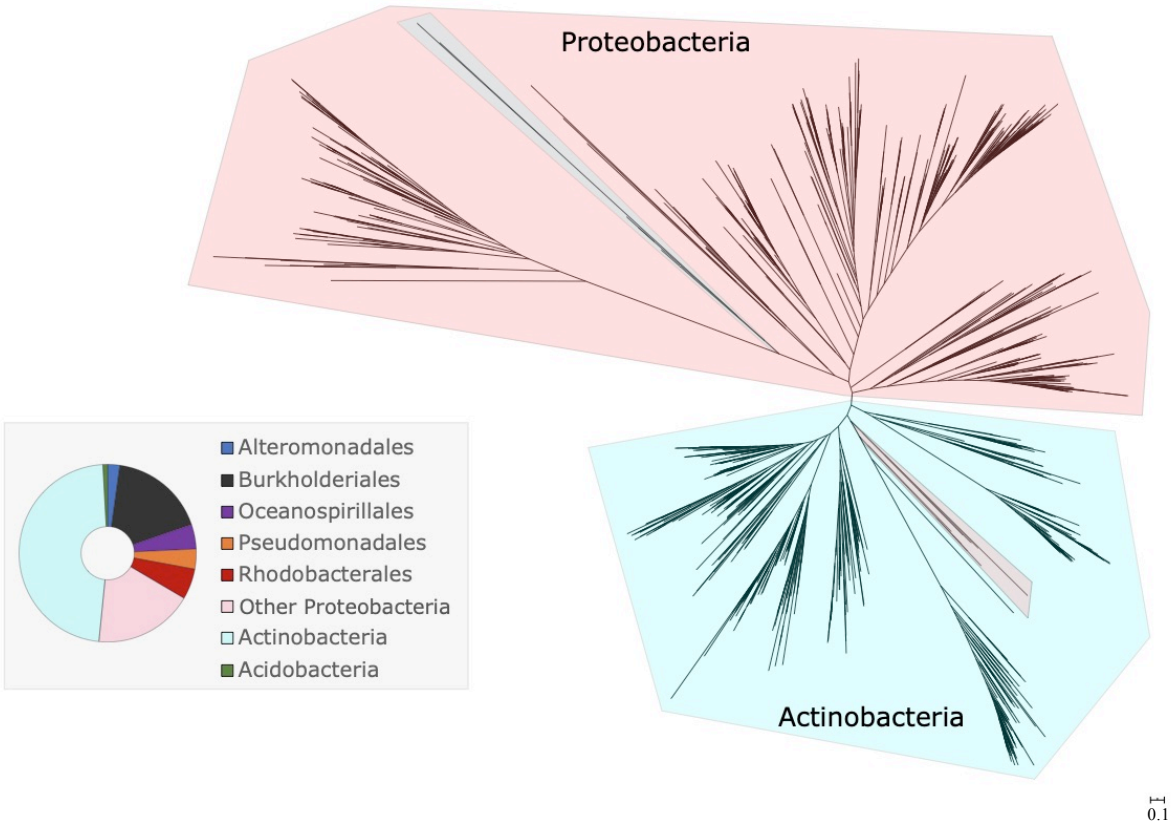 Proteobacteria
Alteromonadales
Burkholderiales
Oceanospirillales
Pseudomonadales
Rhodobacterales
Other Proteobacteria
Actinobacteria
Acidobacteria
Actinobacteria
0.1